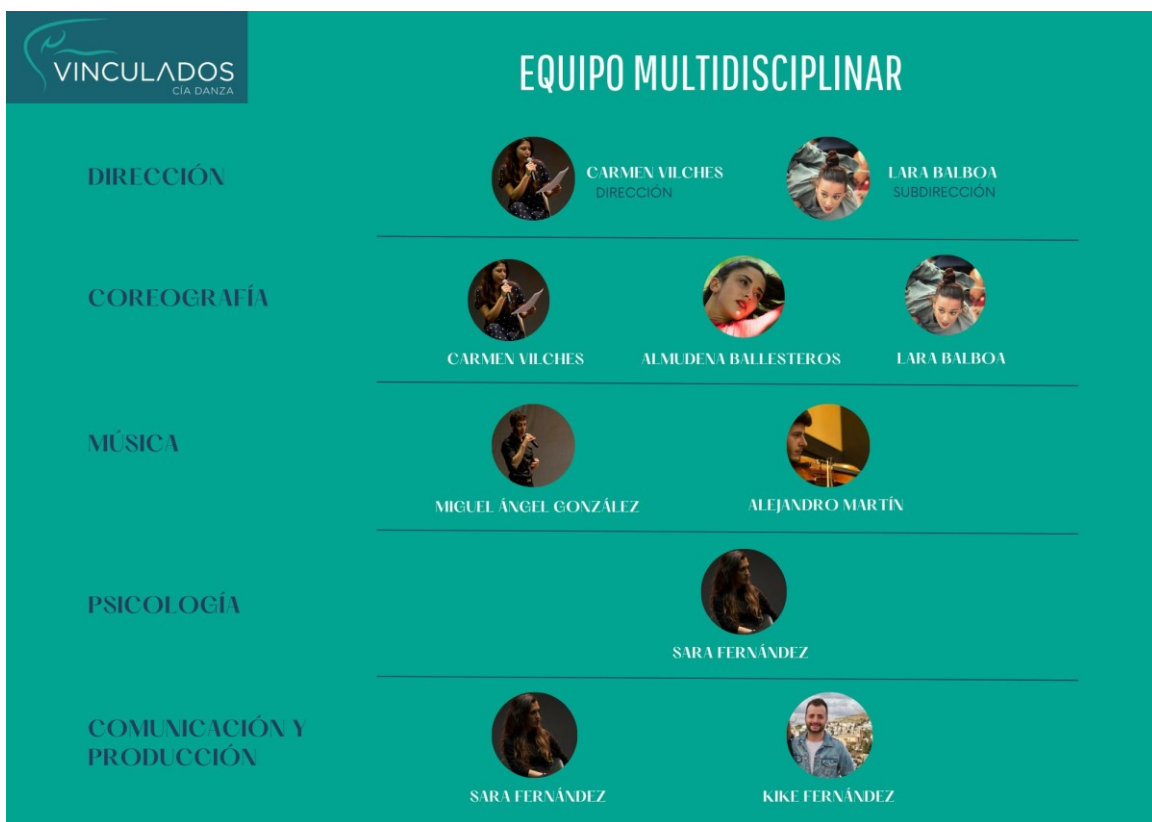 VINCULADOS
CÍA DANZA
EQUIPO MULTIDISCIPLINAR
DIRECCIÓN
CARMEN VILCHES
DIRECCIÓN
LARA BALBOA
SUBDIRECCIÓN
COREOGRAFÍA
CARMEN VILCHES
ALMUDENA BALLESTEROS
LARA BALBOA
MÚSICA
MIGUEL ÁNGEL GONZÁLEZ
ALEJANDRO MARTÍN
PSICOLOGÍA
SARA FERNÁNDEZ
COMUNICACIÓN Y
PRODUCCIÓN
SARA FERNÁNDEZ
KIKE FERNÁNDEZ